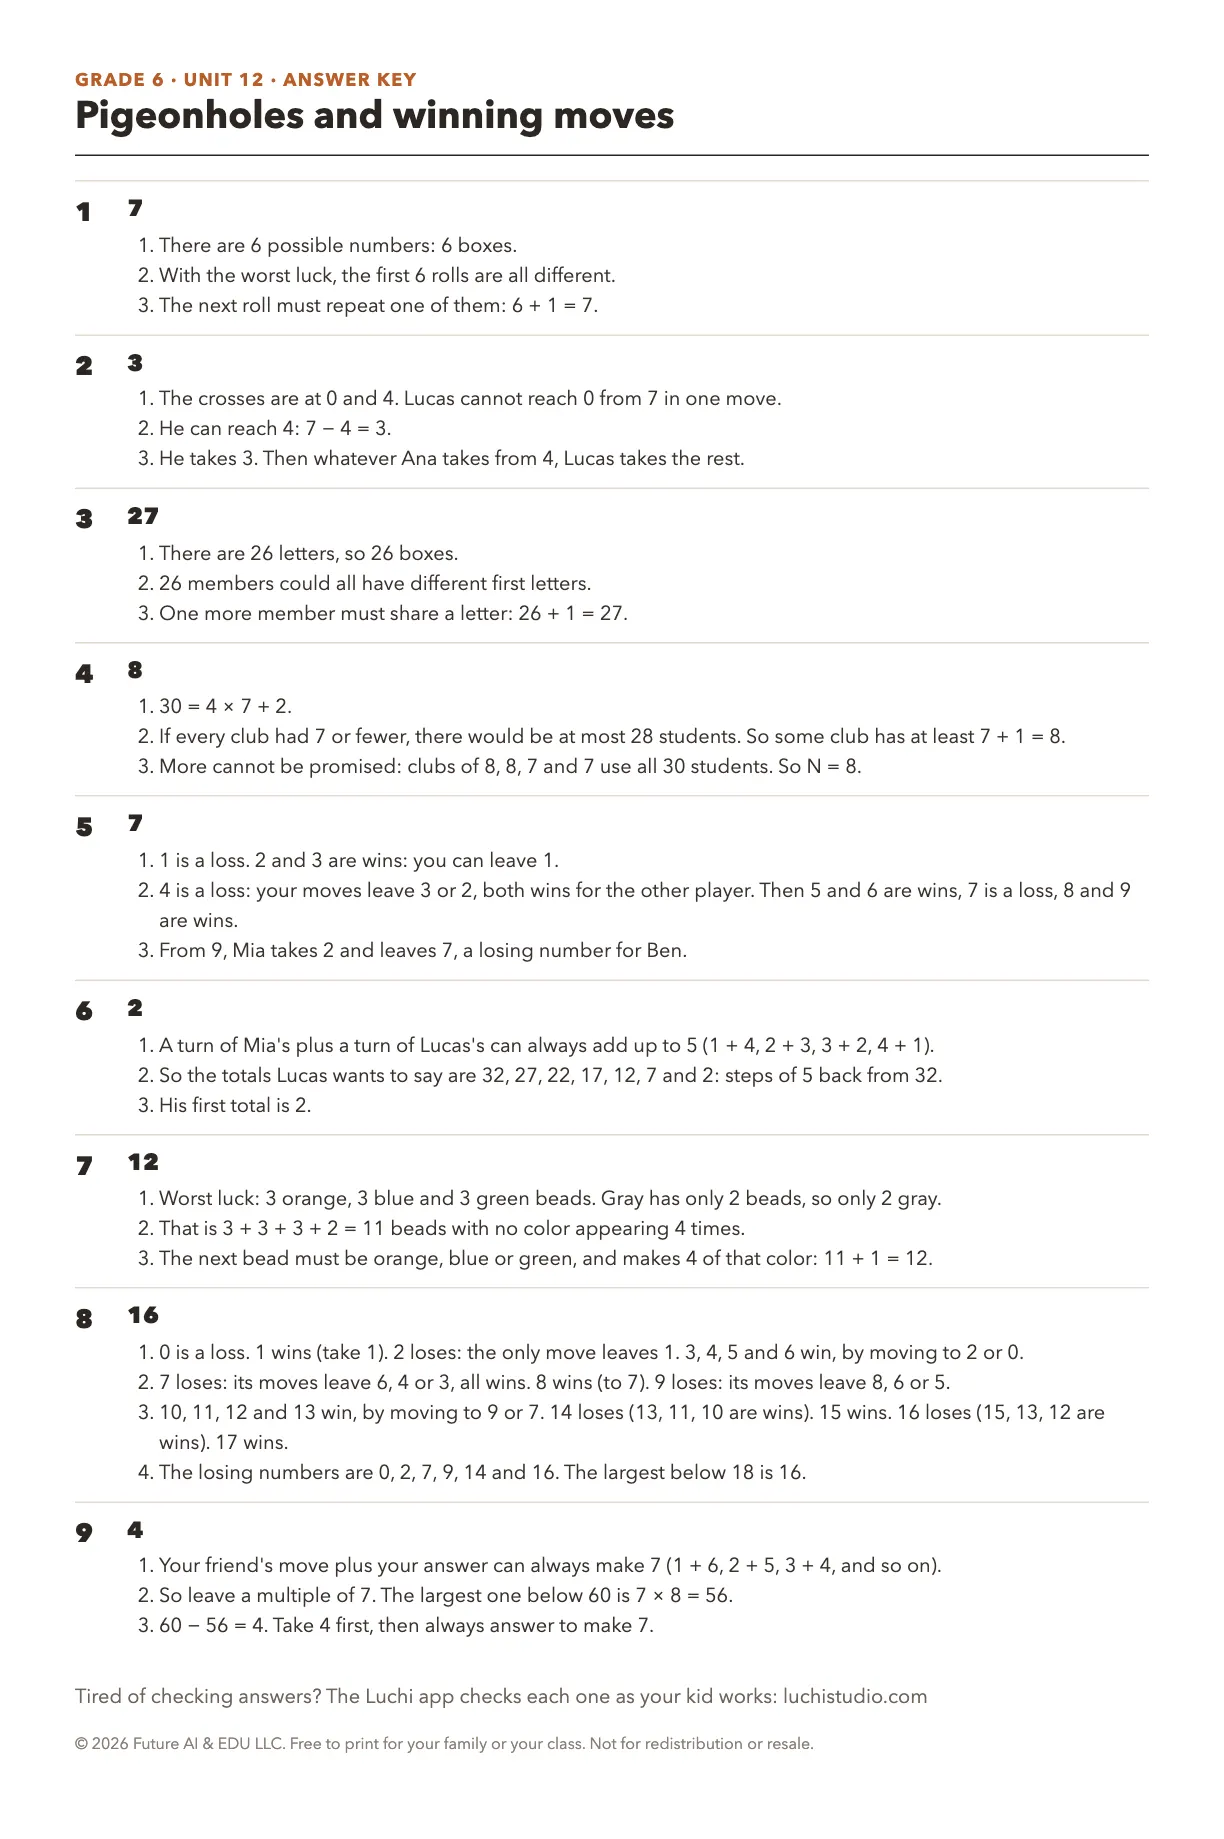 GRADE 6 · UNIT 12 · ANSWER KEY
Pigeonholes and winning moves
1 7
1. There are 6 possible numbers: 6 boxes.
2. With the worst luck, the first 6 rolls are all different.
3. The next roll must repeat one of them: 6 + 1 = 7.
2 3
1. The crosses are at 0 and 4. Lucas cannot reach 0 from 7 in one move.
2. He can reach 4: 7 − 4 = 3.
3. He takes 3. Then whatever Ana takes from 4, Lucas takes the rest.
3 27
1. There are 26 letters, so 26 boxes.
2. 26 members could all have different first letters.
3. One more member must share a letter: 26 + 1 = 27.
4 8
1. 30 = 4 × 7 + 2.
2. If every club had 7 or fewer, there would be at most 28 students. So some club has at least 7 + 1 = 8.
3. More cannot be promised: clubs of 8, 8, 7 and 7 use all 30 students. So N = 8.
5 7
1. 1 is a loss. 2 and 3 are wins: you can leave 1.
2. 4 is a loss: your moves leave 3 or 2, both wins for the other player. Then 5 and 6 are wins, 7 is a loss, 8 and 9
are wins.
3. From 9, Mia takes 2 and leaves 7, a losing number for Ben.
6 2
1. A turn of Mia's plus a turn of Lucas's can always add up to 5 (1 + 4, 2 + 3, 3 + 2, 4 + 1).
2. So the totals Lucas wants to say are 32, 27, 22, 17, 12, 7 and 2: steps of 5 back from 32.
3. His first total is 2.
7 12
1. Worst luck: 3 orange, 3 blue and 3 green beads. Gray has only 2 beads, so only 2 gray.
2. That is 3 + 3 + 3 + 2 = 11 beads with no color appearing 4 times.
3. The next bead must be orange, blue or green, and makes 4 of that color: 11 + 1 = 12.
8 16
1. 0 is a loss. 1 wins (take 1). 2 loses: the only move leaves 1. 3, 4, 5 and 6 win, by moving to 2 or 0.
2. 7 loses: its moves leave 6, 4 or 3, all wins. 8 wins (to 7). 9 loses: its moves leave 8, 6 or 5.
3. 10, 11, 12 and 13 win, by moving to 9 or 7. 14 loses (13, 11, 10 are wins). 15 wins. 16 loses (15, 13, 12 are
wins). 17 wins.
4. The losing numbers are 0, 2, 7, 9, 14 and 16. The largest below 18 is 16.
9 4
1. Your friend's move plus your answer can always make 7 (1 + 6, 2 + 5, 3 + 4, and so on).
2. So leave a multiple of 7. The largest one below 60 is 7 × 8 = 56.
3. 60 − 56 = 4. Take 4 first, then always answer to make 7.
Tired of checking answers? The Luchi app checks each one as your kid works: luchistudio.com
© 2026 Future AI & EDU LLC. Free to print for your family or your class. Not for redistribution or resale.